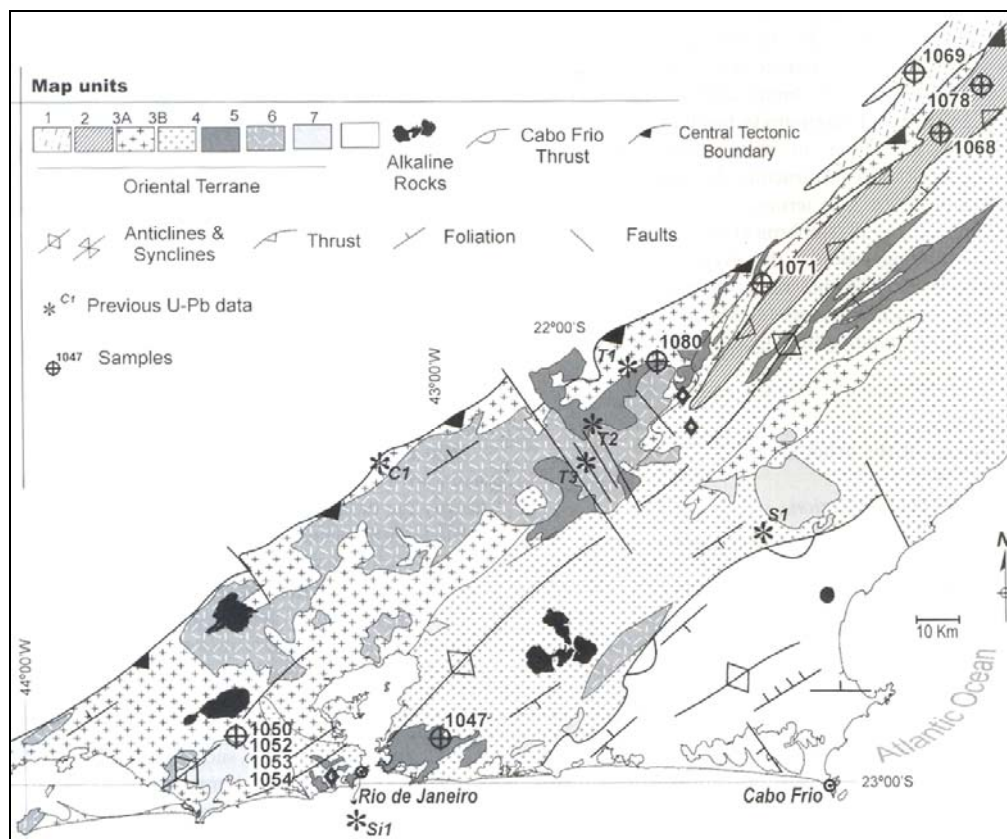 Map units
1 2 3A 3B 4 5 6 7
Oriental Terrane
Alkaline
Rocks
Cabo Frio
Thrust
Central Tectonic
Boundary
Anticlines &
Synclines
Thrust
Foliation
Faults
C1 Previous U-Pb data
1047 Samples
1069
1078
1068
1071
22°00'S
1080
T1
43°00'W
T2
T3
C1
S1
N
10 Km
44°00'W
1050
1052
1053
1054
1047
Atlantic Ocean
23°00'S
Rio de Janeiro
Cabo Frio
Si1